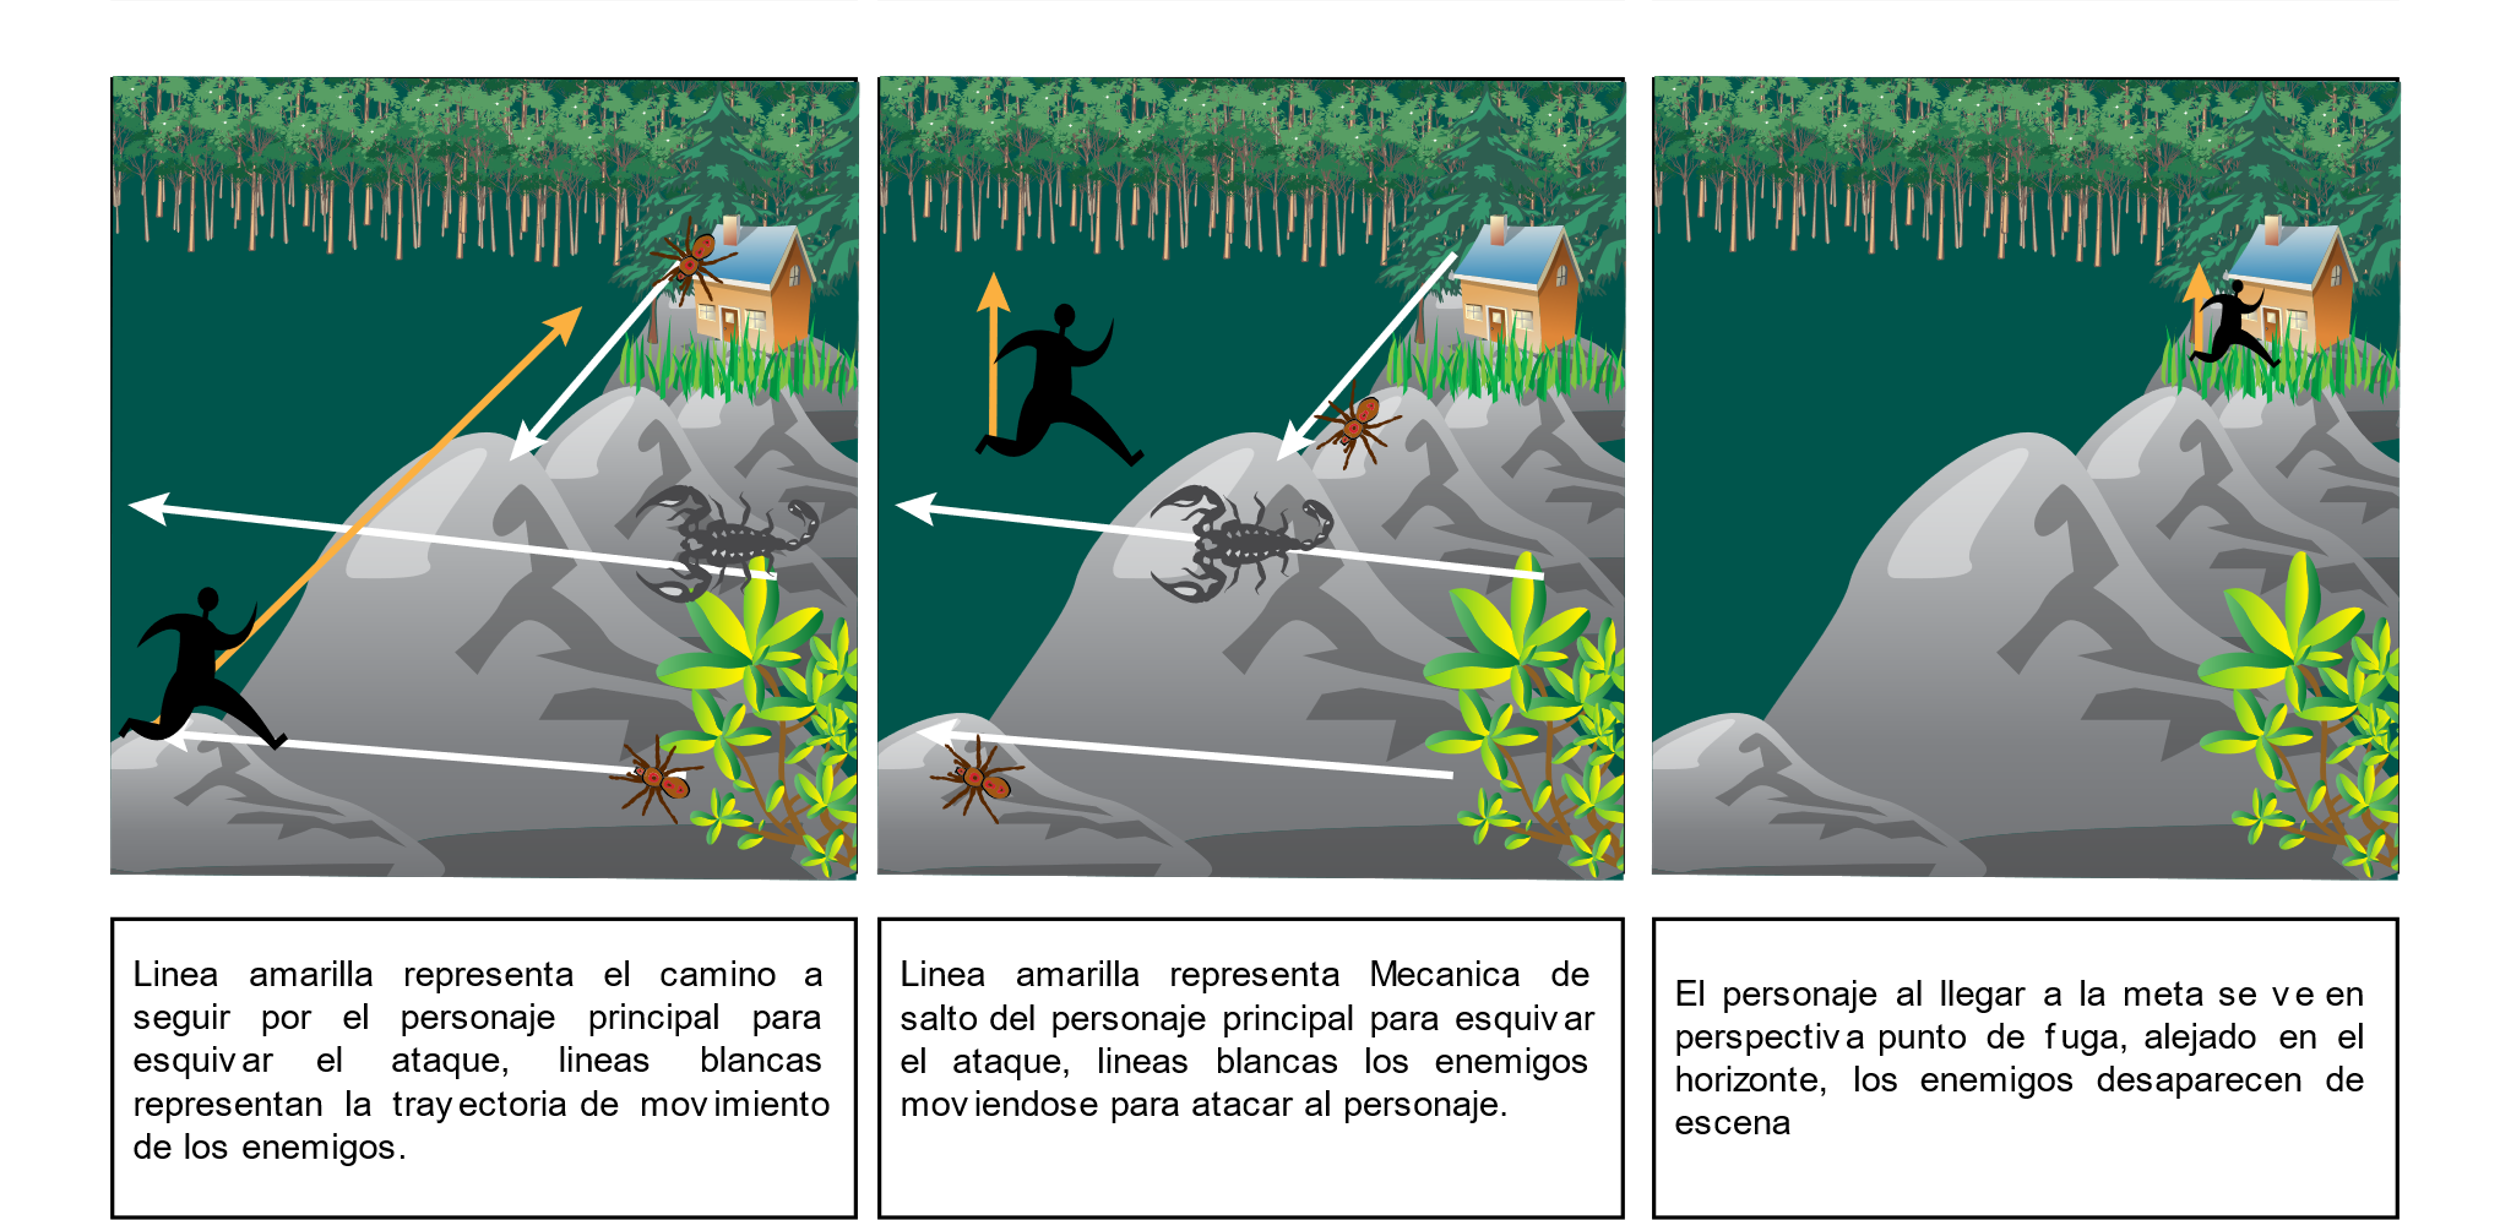 Linea amarilla representa el camino a
seguir por el personaje principal para
esquivar el ataque, lineas blancas
representan la trayectoria de movimiento
de los enemigos.
Linea amarilla representa Mecanica de
salto del personaje principal para esquivar
el ataque, lineas blancas los enemigos
moviendose para atacar al personaje.
El personaje al llegar a la meta se ve en
perspectiva punto de fuga, alejado en el
horizonte, los enemigos desaparecen de
escena